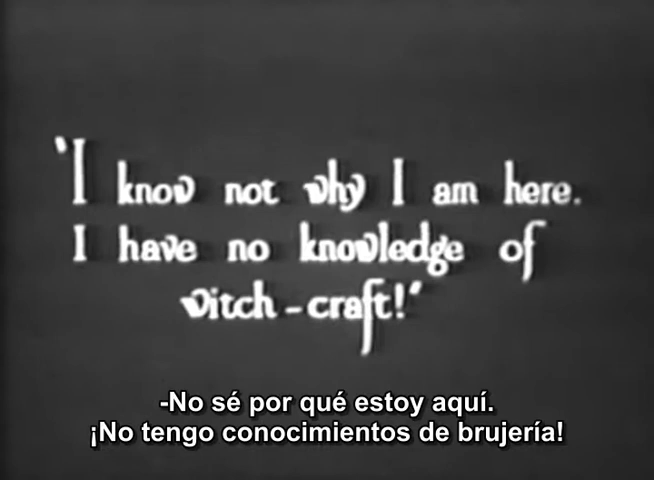 'I know not why I am here.
I have no knowledge of
witch-craft!'
-No sé por qué estoy aquí.
¡No tengo conocimientos de brujería!